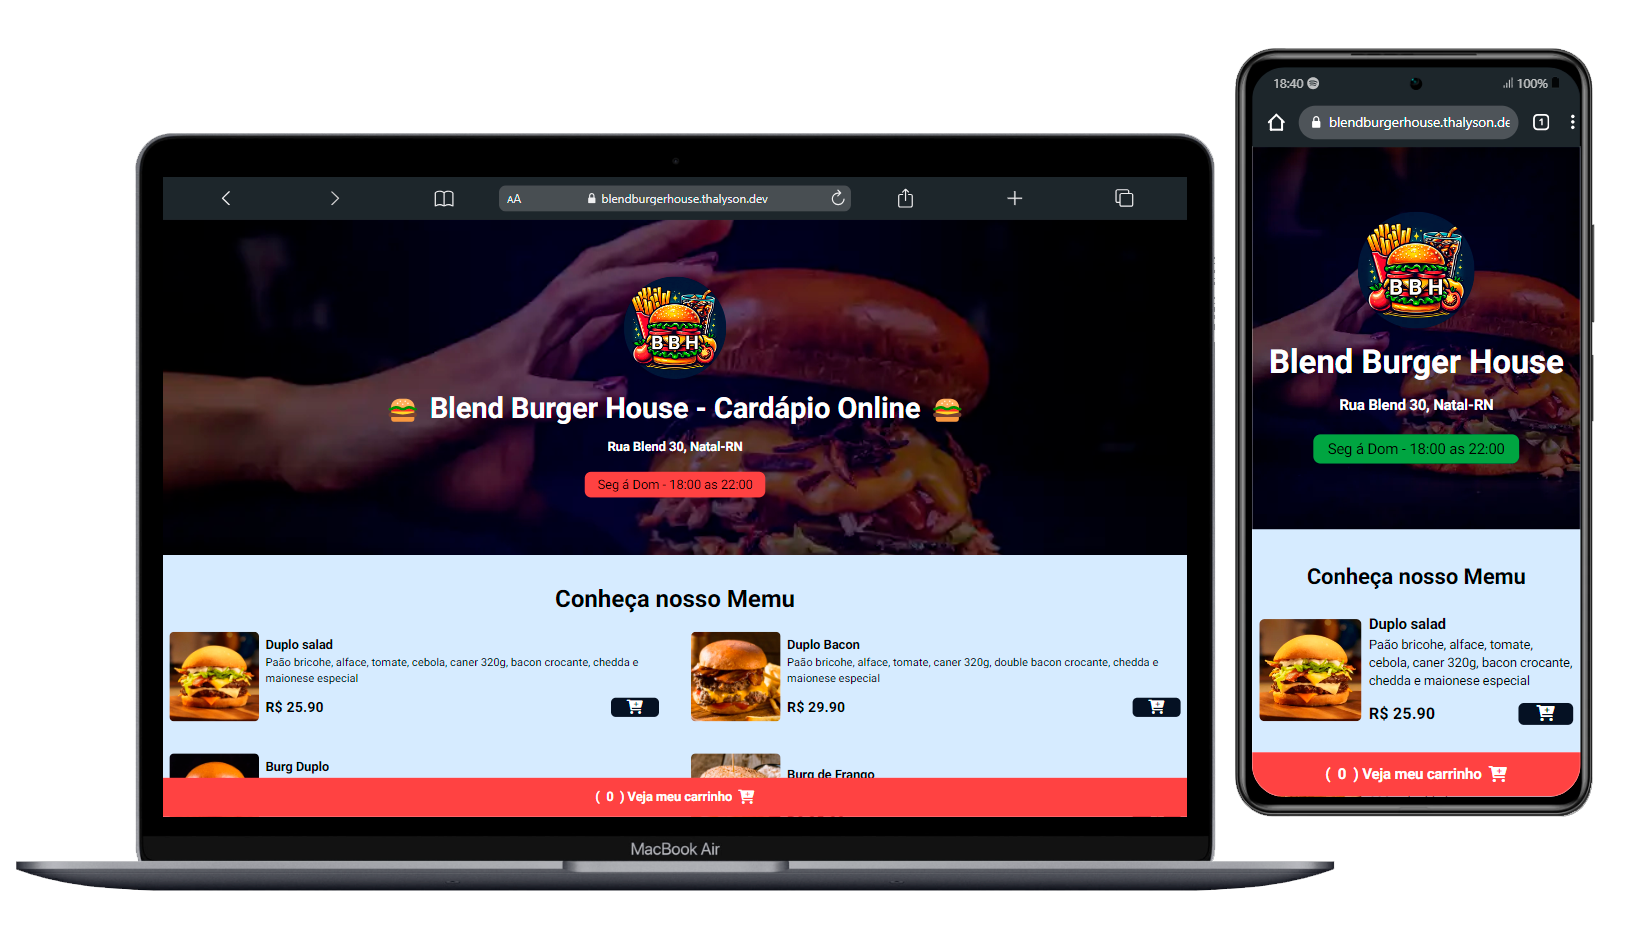 AA blendburgerhouse.thalyson.dev
B B H
Blend Burger House - Cardápio Online
Rua Blend 30, Natal-RN
Seg á Dom - 18:00 as 22:00
Conheça nosso Memu
Duplo salad
Paão bricohe, alface, tomate, cebola, caner 320g, bacon crocante, chedda e
maionese especial
R$ 25.90
Duplo Bacon
Paão bricohe, alface, tomate, caner 320g, double bacon crocante, chedda e
maionese especial
R$ 29.90
Burg Duplo
Burg de Frango
( 0 ) Veja meu carrinho
MacBook Air
18:40 100%
blendburgerhouse.thalyson.de
1
B B H
Blend Burger House
Rua Blend 30, Natal-RN
Seg á Dom - 18:00 as 22:00
Conheça nosso Memu
Duplo salad
Paão bricohe, alface, tomate,
cebola, caner 320g, bacon crocante,
chedda e maionese especial
R$ 25.90
( 0 ) Veja meu carrinho